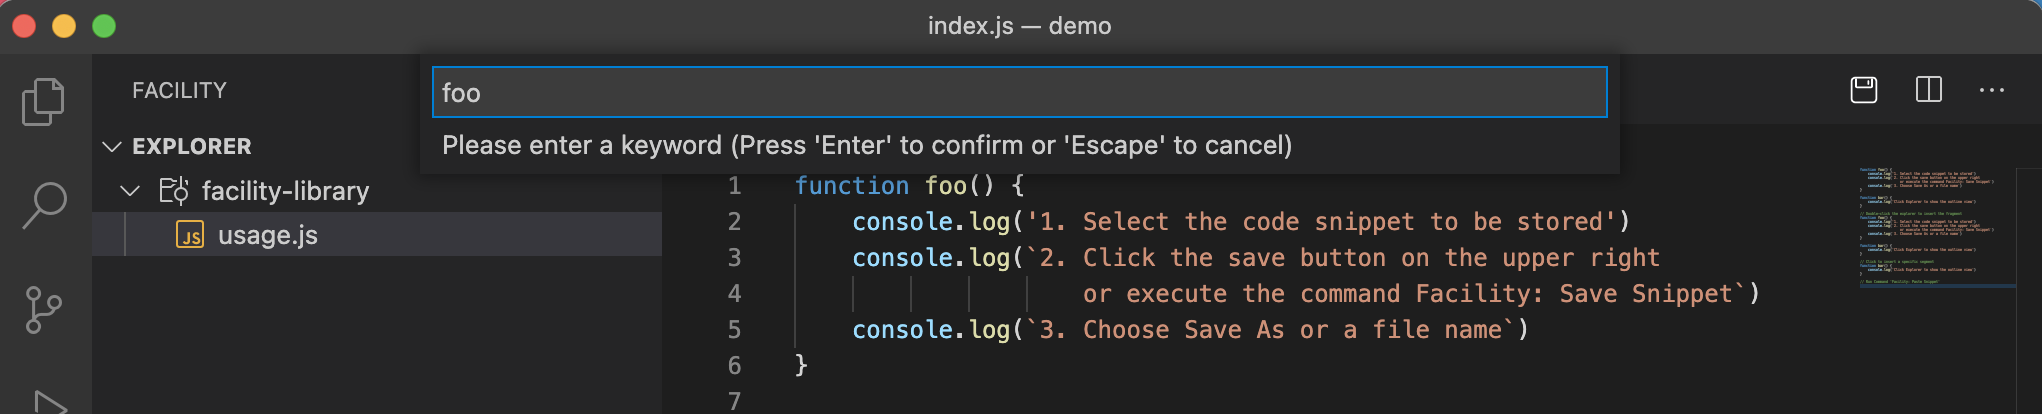 index.js — demo
FACILITY
foo
Please enter a keyword (Press 'Enter' to confirm or 'Escape' to cancel)
EXPLORER
facility-library
JS usage.js
1 function foo() {
2 console.log('1. Select the code snippet to be stored')
3 console.log(`2. Click the save button on the upper right
4 or execute the command Facility: Save Snippet`)
5 console.log(`3. Choose Save As or a file name`)
6 }
7